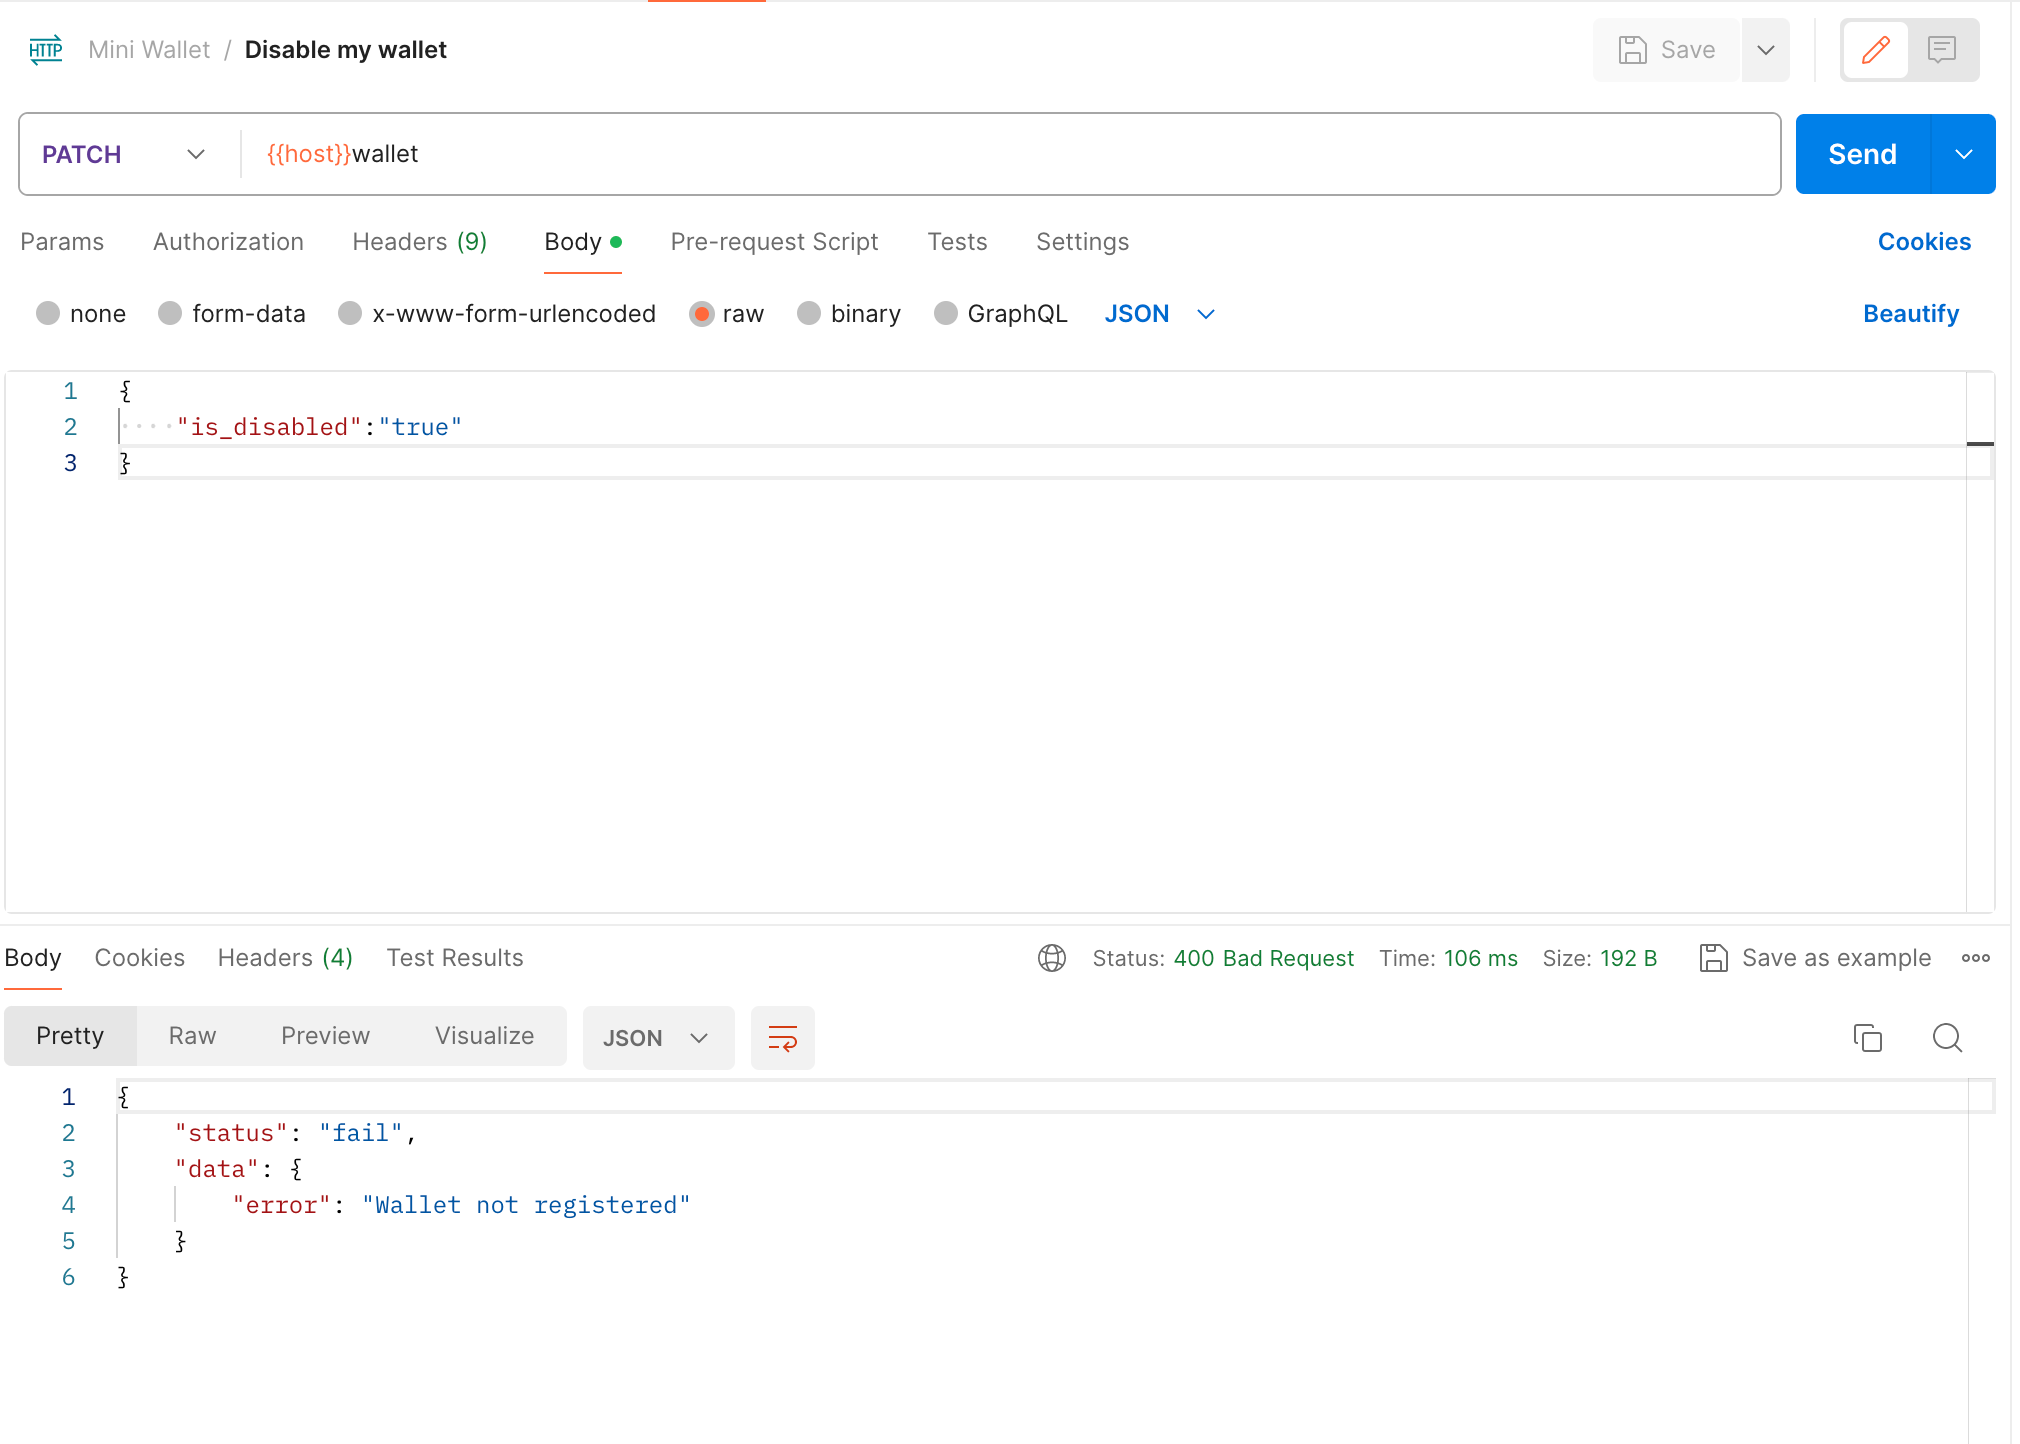 HTTP Mini Wallet / Disable my wallet Save
PATCH {{host}}wallet Send
Params Authorization Headers (9) Body Pre-request Script Tests Settings Cookies
none form-data x-www-form-urlencoded raw binary GraphQL JSON Beautify
1 {
2 ····"is_disabled":"true"
3 }
Body Cookies Headers (4) Test Results Status: 400 Bad Request Time: 106 ms Size: 192 B Save as example
Pretty Raw Preview Visualize JSON
1 {
2 "status": "fail",
3 "data": {
4 "error": "Wallet not registered"
5 }
6 }